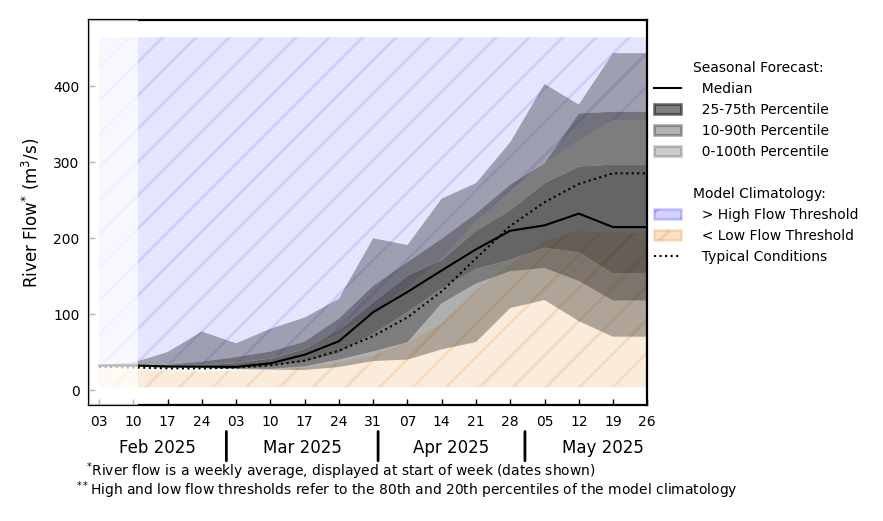 River Flow* (m³/s)
400
300
200
100
0
03 10 17 24 03 10 17 24 31 07 14 21 28 05 12 19 26
Feb 2025 Mar 2025 Apr 2025 May 2025
*River flow is a weekly average, displayed at start of week (dates shown)
**High and low flow thresholds refer to the 80th and 20th percentiles of the model climatology
Seasonal Forecast:
Median
25-75th Percentile
10-90th Percentile
0-100th Percentile
Model Climatology:
> High Flow Threshold
< Low Flow Threshold
Typical Conditions